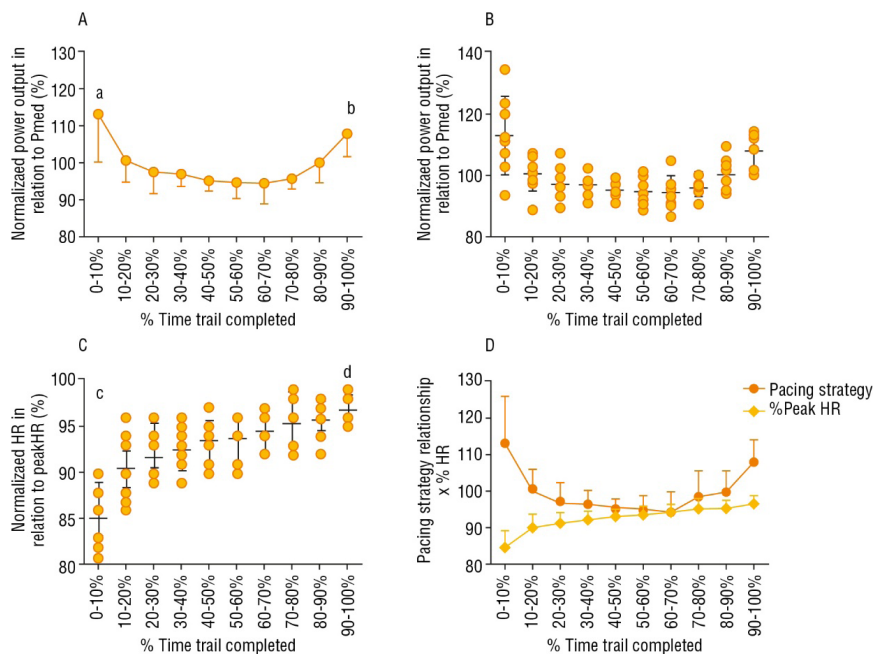 A
Normalizaed power output in
relation to Pmed (%)
130
120
110
100
90
80
a
b
0-10%
10-20%
20-30%
30-40%
40-50%
50-60%
60-70%
70-80%
80-90%
90-100%
% Time trail completed
B
Normalizaed power output in
relation to Pmed (%)
140
120
100
80
0-10%
10-20%
20-30%
30-40%
40-50%
50-60%
60-70%
70-80%
80-90%
90-100%
% Time trail completed
C
Normalizaed HR in
relation to peakHR (%)
100
95
90
85
80
c
d
0-10%
10-20%
20-30%
30-40%
40-50%
50-60%
60-70%
70-80%
80-90%
90-100%
% Time trail completed
D
Pacing strategy relationship
x % HR
130
120
110
100
90
80
Pacing strategy
%Peak HR
0-10%
10-20%
20-30%
30-40%
40-50%
50-60%
60-70%
70-80%
80-90%
90-100%
% Time trail completed